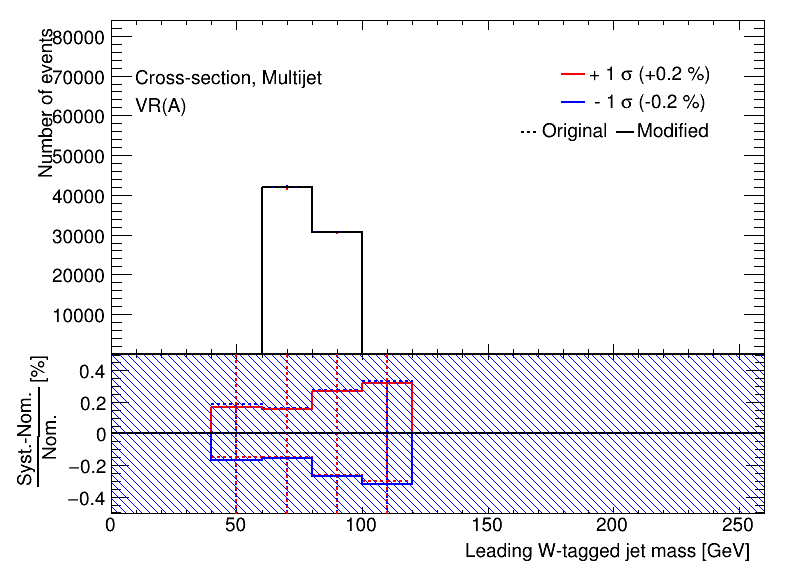 Number of events
80000
70000
60000
50000
40000
30000
20000
10000
Cross-section, Multijet
VR(A)
+ 1 σ (+0.2 %)
- 1 σ (-0.2 %)
Original
Modified
Syst.-Nom.
Nom.
[%]
0.4
0.2
0
−0.2
−0.4
0
50
100
150
200
250
Leading W-tagged jet mass [GeV]